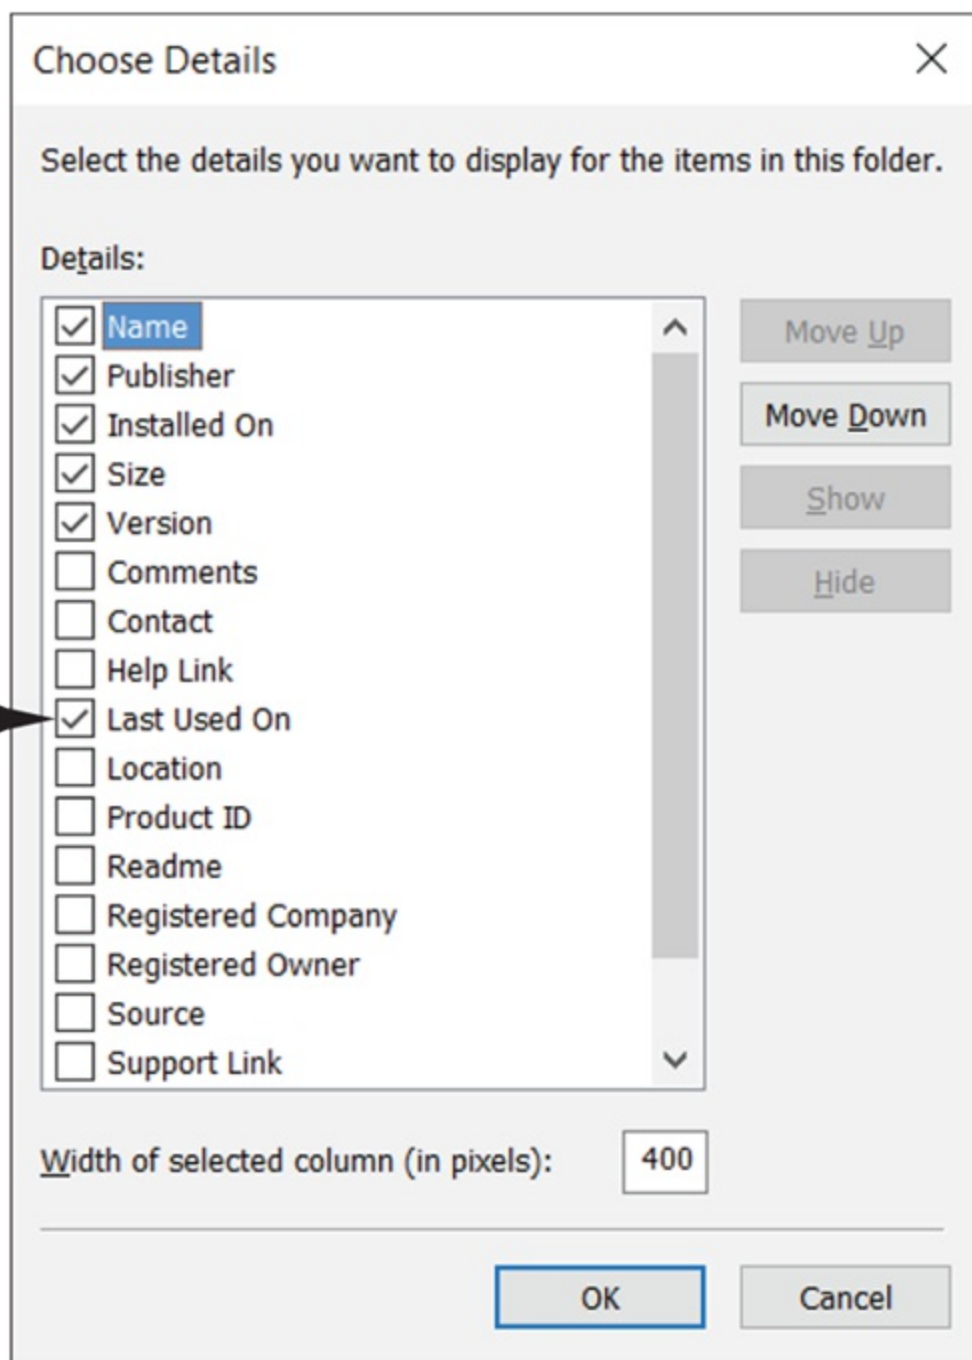 Choose Details
Select the details you want to display for the items in this folder.
Details:
Name
Publisher
Installed On
Size
Version
Comments
Contact
Help Link
Last Used On
Location
Product ID
Readme
Registered Company
Registered Owner
Source
Support Link
Move Up
Move Down
Show
Hide
Width of selected column (in pixels): 400
OK Cancel